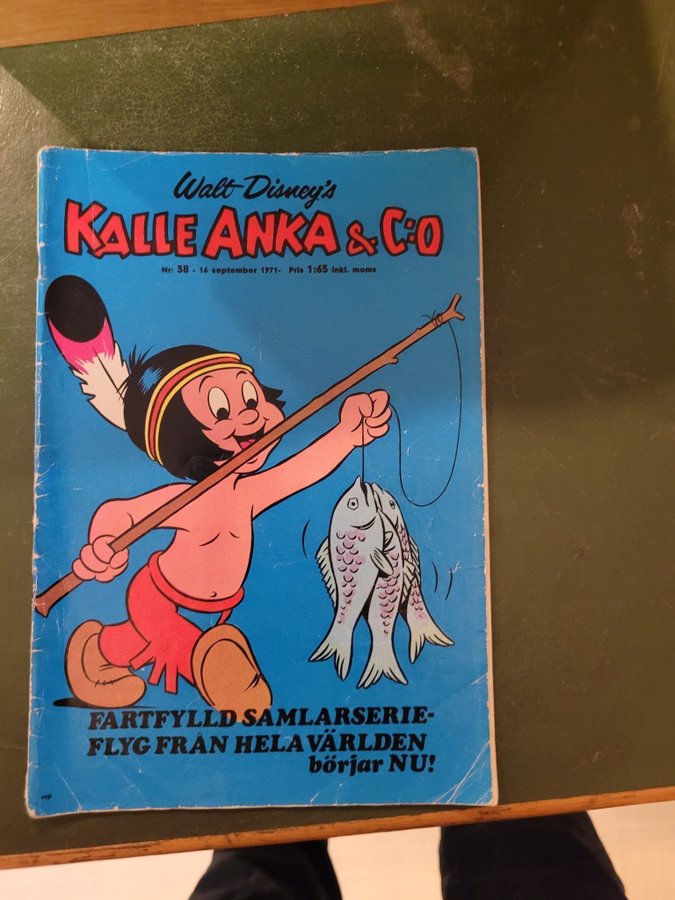 Walt Disney's
KALLE ANKA & C:O
Nr: 38 - 16 september 1971- Pris 1:65 inkl. moms
FARTFYLLD SAMLARSERIE-
FLYG FRÅN HELA VÄRLDEN
börjar NU!